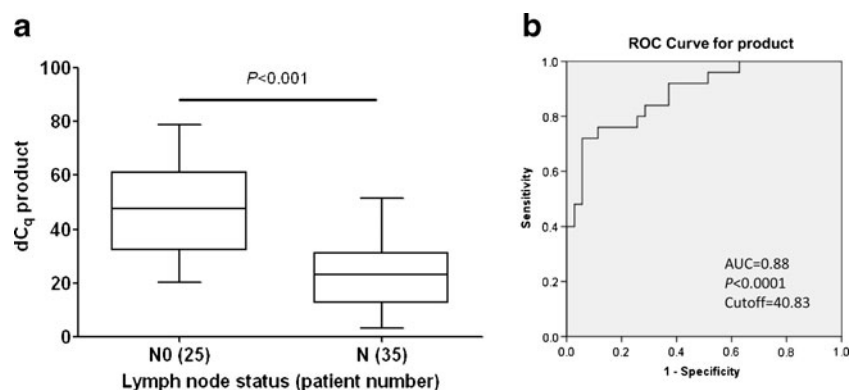 a
100
80
60
40
20
0
dCq product
P<0.001
N0 (25)
N (35)
Lymph node status (patient number)
b
ROC Curve for product
1.0
0.8
0.6
0.4
0.2
0.0
Sensitivity
AUC=0.88
P<0.0001
Cutoff=40.83
0.0 0.2 0.4 0.6 0.8 1.0
1 - Specificity